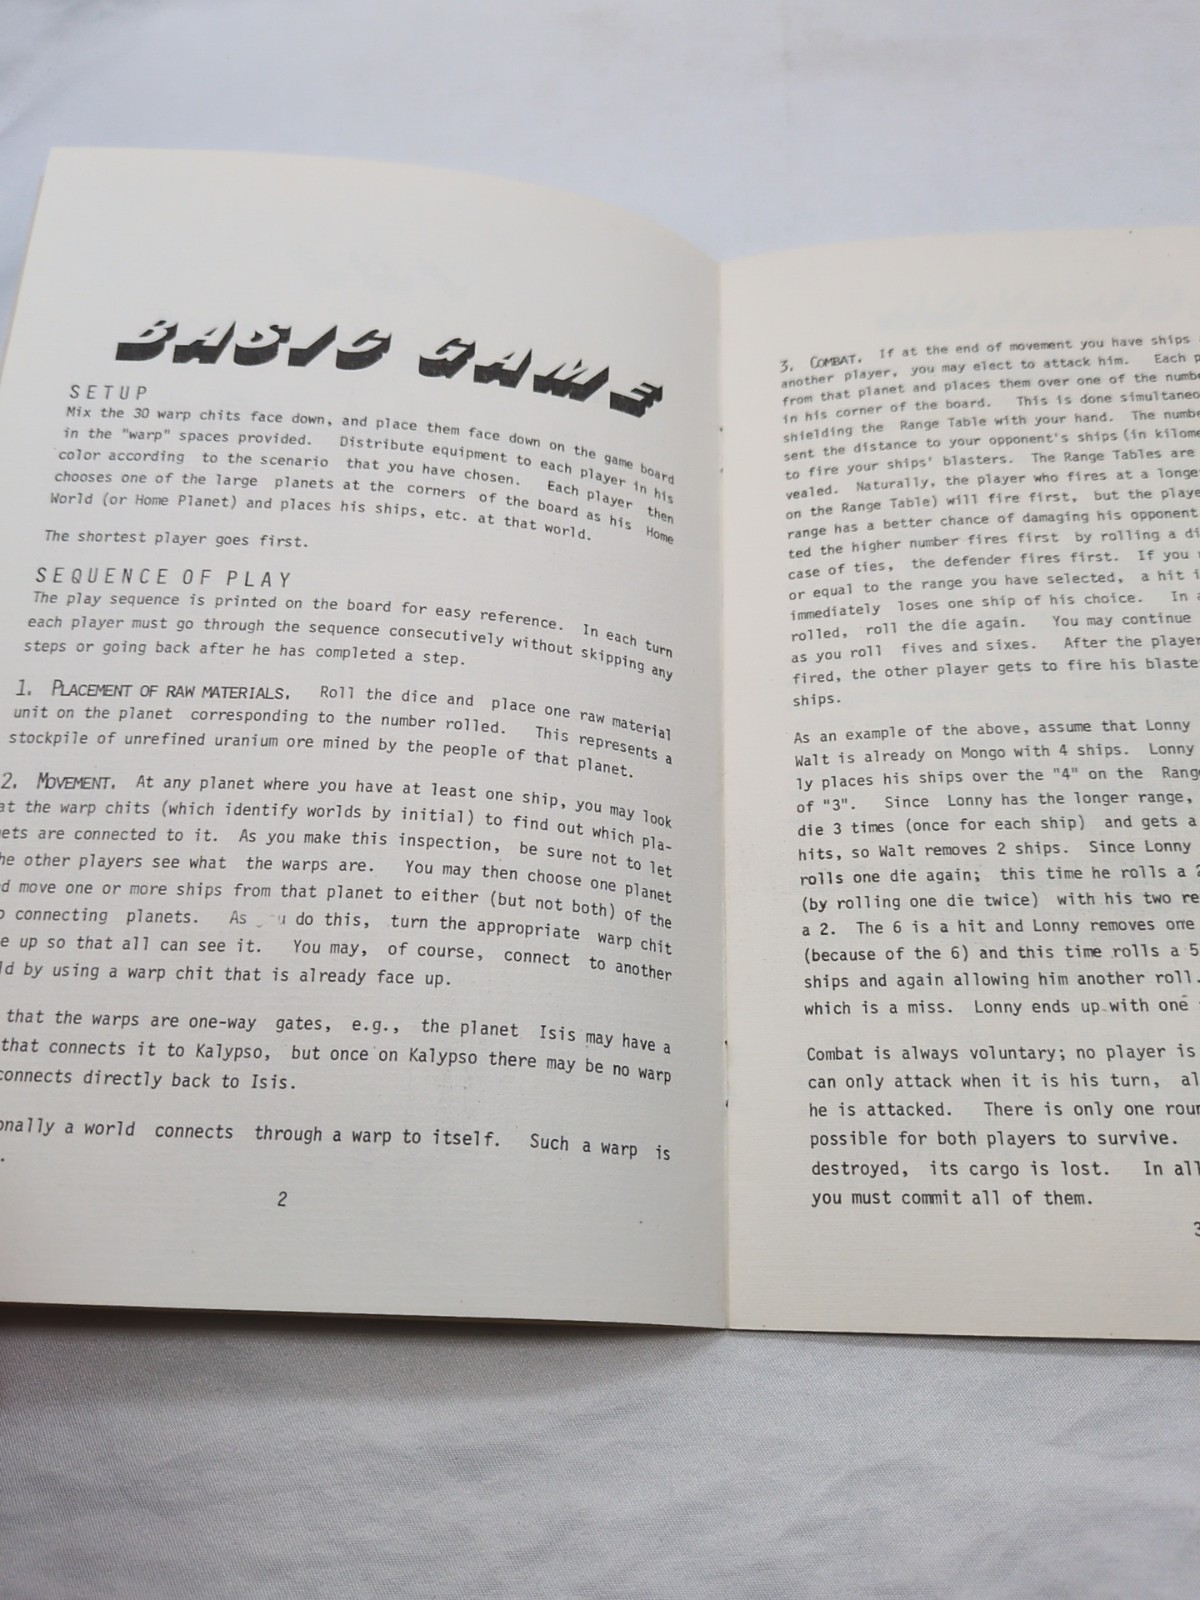 BASIC GAME
SETUP
Mix the 30 warp chits face down, and place them face down on the game board
in the "warp" spaces provided. Distribute equipment to each player in his
color according to the scenario that you have chosen. Each player then
chooses one of the large planets at the corners of the board as his Home
World (or Home Planet) and places his ships, etc. at that world.
The shortest player goes first.
SEQUENCE OF PLAY
The play sequence is printed on the board for easy reference. In each turn
each player must go through the sequence consecutively without skipping any
steps or going back after he has completed a step.
1. PLACEMENT OF RAW MATERIALS. Roll the dice and place one raw material
unit on the planet corresponding to the number rolled. This represents a
stockpile of unrefined uranium ore mined by the people of that planet.
2. MOVEMENT. At any planet where you have at least one ship, you may look
at the warp chits (which identify worlds by initial) to find out which pla-
ets are connected to it. As you make this inspection, be sure not to let
he other players see what the warps are. You may then choose one planet
d move one or more ships from that planet to either (but not both) of the
o connecting planets. As do this, turn the appropriate warp chit
e up so that all can see it. You may, of course, connect to another
ld by using a warp chit that is already face up.
that the warps are one-way gates, e.g., the planet Isis may have a
that connects it to Kalypso, but once on Kalypso there may be no warp
connects directly back to Isis.
onally a world connects through a warp to itself. Such a warp is
.
2
3. COMBAT. If at the end of movement you have ships
another player, you may elect to attack him. Each p
from that planet and places them over one of the numbe
in his corner of the board. This is done simultaneo
shielding the Range Table with your hand. The numbe
sent the distance to your opponent's ships (in kilome
to fire your ships' blasters. The Range Tables are
vealed. Naturally, the player who fires at a longe
on the Range Table) will fire first, but the playe
range has a better chance of damaging his opponent
ted the higher number fires first by rolling a di
case of ties, the defender fires first. If you
or equal to the range you have selected, a hit i
immediately loses one ship of his choice. In a
rolled, roll the die again. You may continue
as you roll fives and sixes. After the player
fired, the other player gets to fire his blaste
ships.
As an example of the above, assume that Lonny
Walt is already on Mongo with 4 ships. Lonny
ly places his ships over the "4" on the Rang
of "3". Since Lonny has the longer range,
die 3 times (once for each ship) and gets a
hits, so Walt removes 2 ships. Since Lonny
rolls one die again; this time he rolls a 2
(by rolling one die twice) with his two re
a 2. The 6 is a hit and Lonny removes one
(because of the 6) and this time rolls a 5
ships and again allowing him another roll.
which is a miss. Lonny ends up with one
Combat is always voluntary; no player is
can only attack when it is his turn, al
he is attacked. There is only one roun
possible for both players to survive.
destroyed, its cargo is lost. In all
you must commit all of them.
3